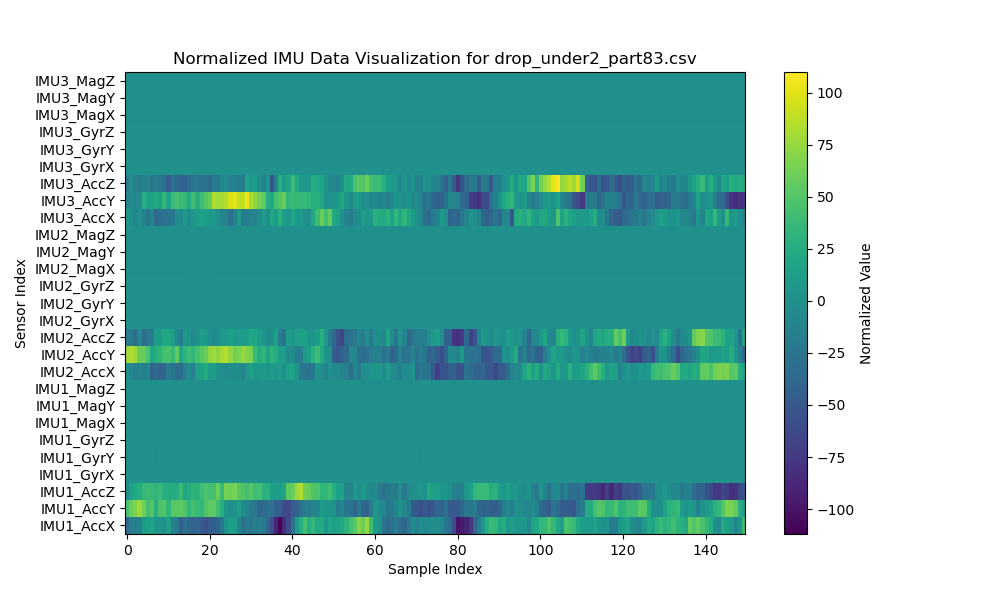 Normalized IMU Data Visualization for drop_under2_part83.csv
IMU3_MagZ
IMU3_MagY
IMU3_MagX
IMU3_GyrZ
IMU3_GyrY
IMU3_GyrX
IMU3_AccZ
IMU3_AccY
IMU3_AccX
IMU2_MagZ
IMU2_MagY
IMU2_MagX
IMU2_GyrZ
IMU2_GyrY
IMU2_GyrX
IMU2_AccZ
IMU2_AccY
IMU2_AccX
IMU1_MagZ
IMU1_MagY
IMU1_MagX
IMU1_GyrZ
IMU1_GyrY
IMU1_GyrX
IMU1_AccZ
IMU1_AccY
IMU1_AccX
Sensor Index
0 20 40 60 80 100 120 140
Sample Index
100
75
50
25
0
−25
−50
−75
−100
Normalized Value